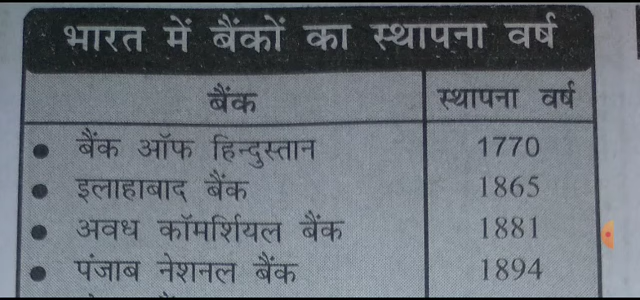 भारत में बैंकों का स्थापना वर्ष
बैंक स्थापना वर्ष
• बैंक ऑफ हिन्दुस्तान 1770
• इलाहाबाद बैंक 1865
• अवध कॉमर्शियल बैंक 1881
• पंजाब नेशनल बैंक 1894